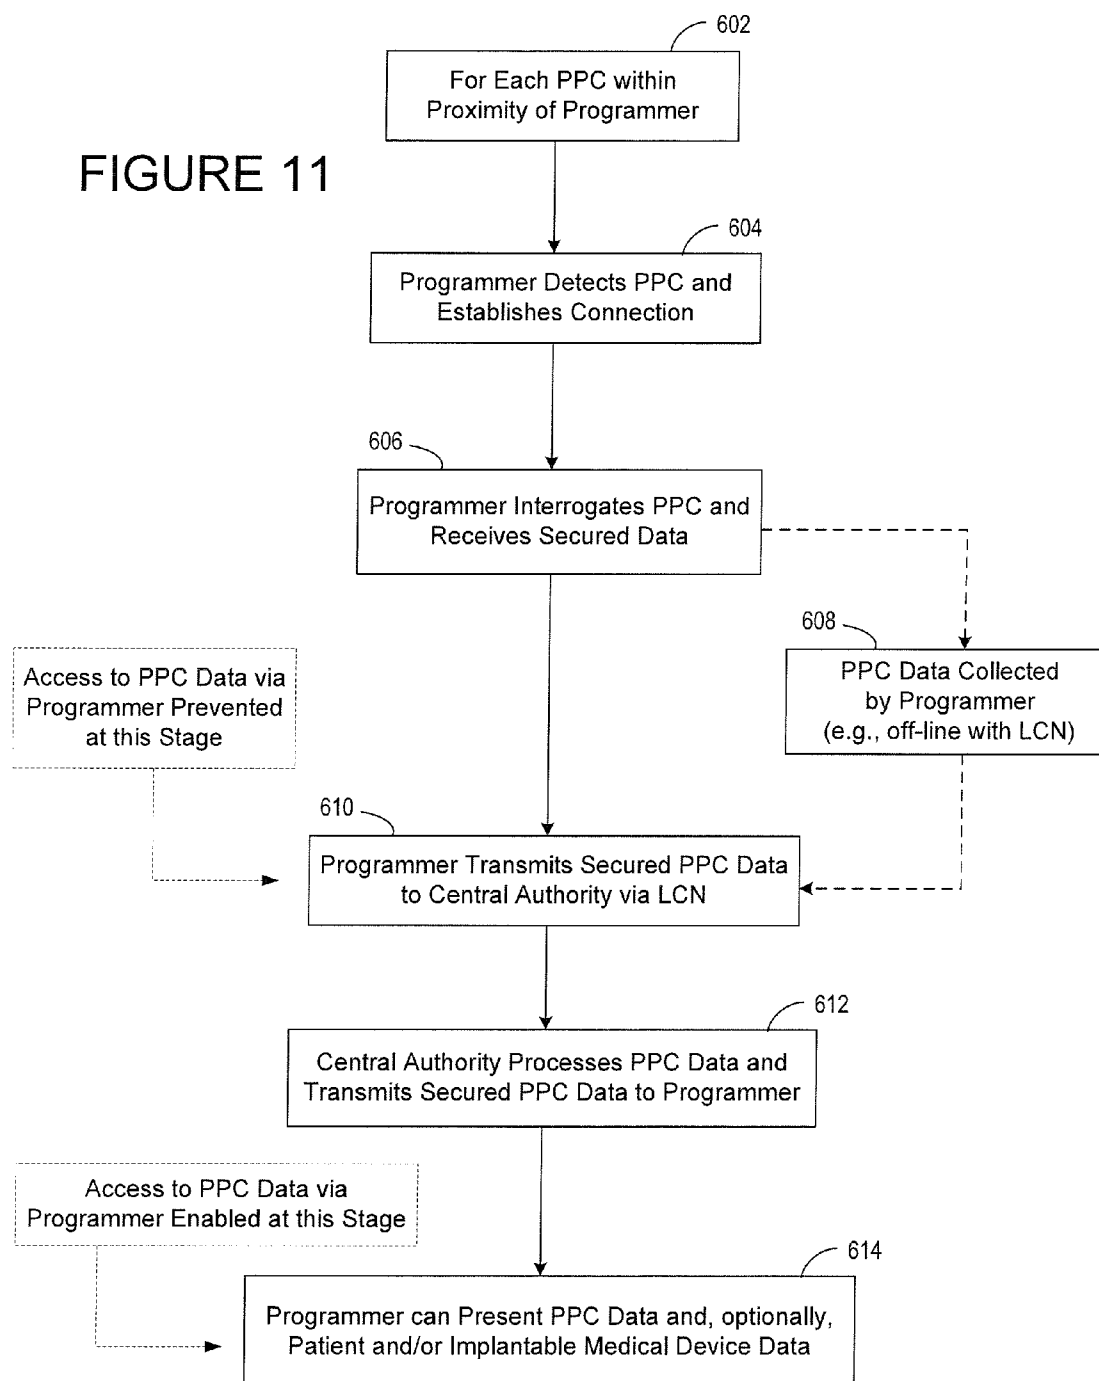 602
For Each PPC within
Proximity of Programmer
FIGURE 11
604
Programmer Detects PPC and
Establishes Connection
606
Programmer Interrogates PPC and
Receives Secured Data
608
PPC Data Collected
by Programmer
(e.g., off-line with LCN)
Access to PPC Data via
Programmer Prevented
at this Stage
610
Programmer Transmits Secured PPC Data
to Central Authority via LCN
612
Central Authority Processes PPC Data and
Transmits Secured PPC Data to Programmer
Access to PPC Data via
Programmer Enabled at this Stage
614
Programmer can Present PPC Data and, optionally,
Patient and/or Implantable Medical Device Data